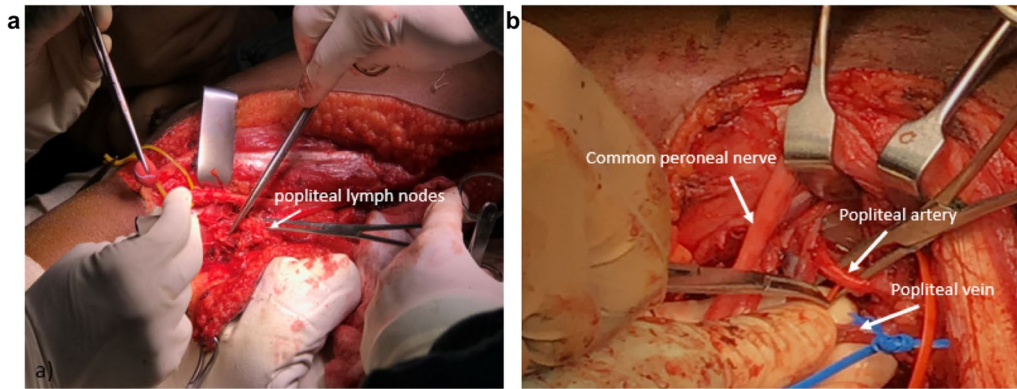 a
b
popliteal lymph nodes
Common peroneal nerve
Popliteal artery
Popliteal vein
a)